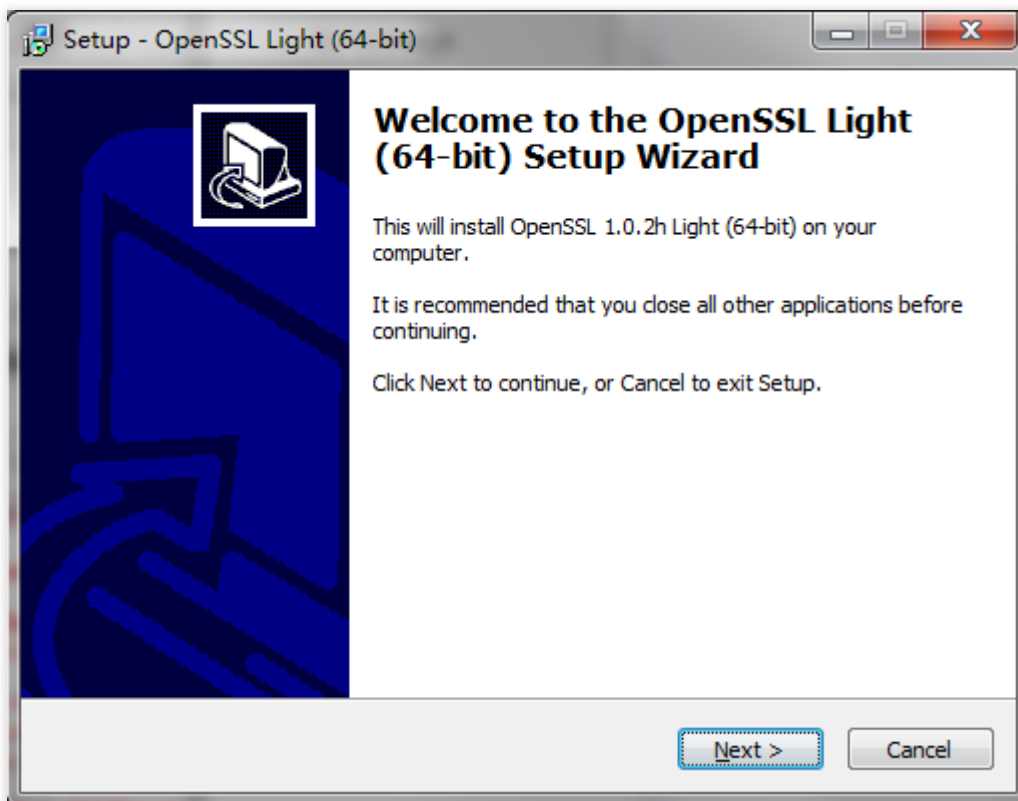 Setup - OpenSSL Light (64-bit)
Welcome to the OpenSSL Light
(64-bit) Setup Wizard
This will install OpenSSL 1.0.2h Light (64-bit) on your
computer.
It is recommended that you close all other applications before
continuing.
Click Next to continue, or Cancel to exit Setup.
Next >
Cancel